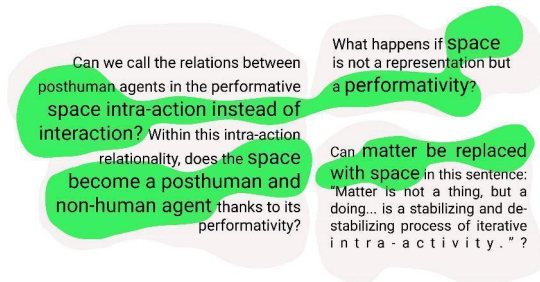 Can we call the relations between
posthuman agents in the performative
space intra-action instead of
interaction? Within this intra-action
relationality, does the space
become a posthuman and
non-human agent thanks to its
performativity?
What happens if space
is not a representation but
a performativity?
Can matter be replaced
with space in this sentence:
“Matter is not a thing, but a
doing... is a stabilizing and de-
stabilizing process of iterative
intra-activity.”?